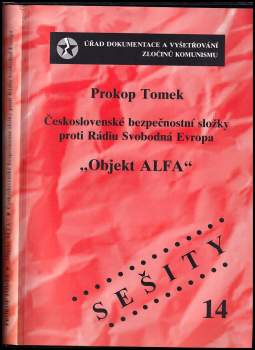 ÚŘAD DOKUMENTACE A VYŠETŘOVÁNÍ
ZLOČINŮ KOMUNISMU
Prokop Tomek
Československé bezpečnostní složky
proti Rádiu Svobodná Evropa
„Objekt ALFA“
SEŠITY
14